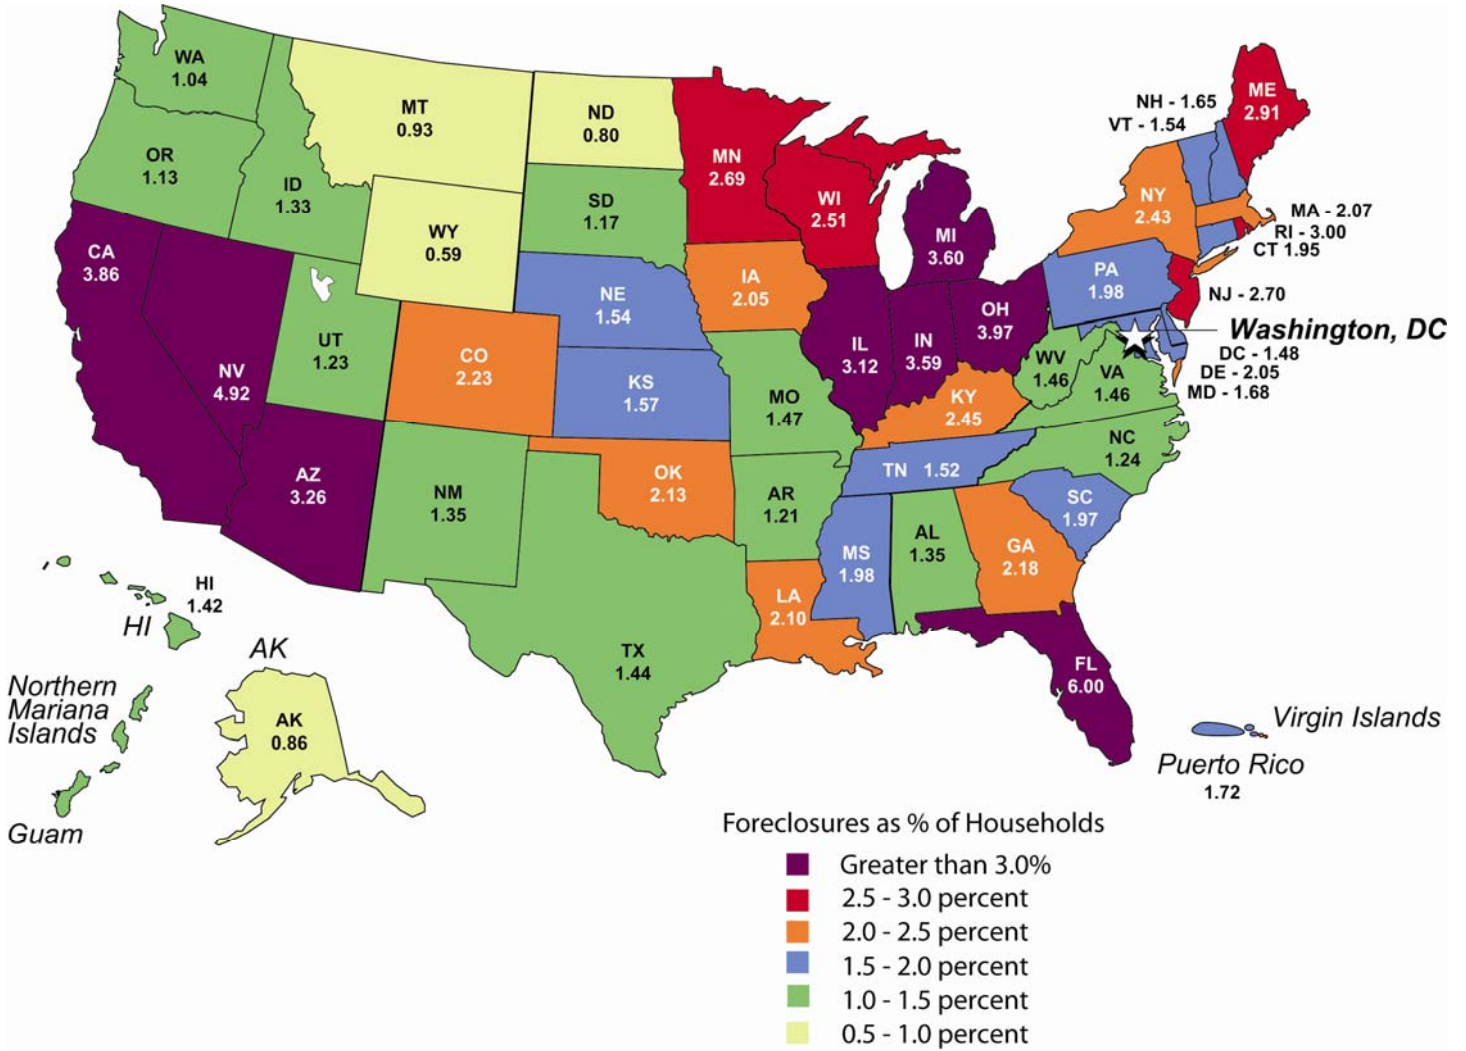 WA
1.04
MT
0.93
ND
0.80
MN
2.69
NH - 1.65
VT - 1.54
ME
2.91
OR
1.13
ID
1.33
WY
0.59
SD
1.17
WI
2.51
MI
3.60
NY
2.43
MA - 2.07
RI - 3.00
CT 1.95
CA
3.86
NV
4.92
UT
1.23
CO
2.23
NE
1.54
IA
2.05
IL
3.12
IN
3.59
OH
3.97
PA
1.98
NJ - 2.70
Washington, DC
DC - 1.48
DE - 2.05
MD - 1.68
KS
1.57
MO
1.47
KY
2.45
WV
1.46
VA
1.46
AZ
3.26
NM
1.35
OK
2.13
AR
1.21
TN 1.52
NC
1.24
SC
1.97
MS
1.98
AL
1.35
GA
2.18
LA
2.10
TX
1.44
FL
6.00
HI
1.42
HI
AK
AK
0.86
Northern
Mariana
Islands
Guam
Virgin Islands
Puerto Rico
1.72
Foreclosures as % of Households
Greater than 3.0%
2.5 - 3.0 percent
2.0 - 2.5 percent
1.5 - 2.0 percent
1.0 - 1.5 percent
0.5 - 1.0 percent